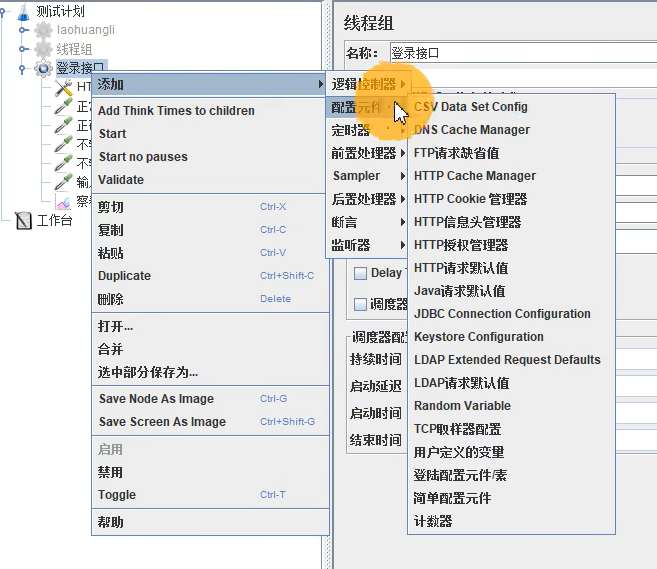 测试计划
laohuangli
线程组
登录接口
HT
正
正
不
不
输
察
工作台
添加
Add Think Times to children
Start
Start no pauses
Validate
剪切 Ctrl-X
复制 Ctrl-C
粘贴 Ctrl-V
Duplicate Ctrl+Shift-C
删除 Delete
打开...
合并
选中部分保存为...
Save Node As Image Ctrl-G
Save Screen As Image Ctrl+Shift-G
启用
禁用
Toggle Ctrl-T
帮助
逻辑控制器
配置元件
定时器
前置处理器
Sampler
后置处理器
断言
监听器
CSV Data Set Config
DNS Cache Manager
FTP请求缺省值
HTTP Cache Manager
HTTP Cookie 管理器
HTTP信息头管理器
HTTP授权管理器
HTTP请求默认值
Java请求默认值
JDBC Connection Configuration
Keystore Configuration
LDAP Extended Request Defaults
LDAP请求默认值
Random Variable
TCP取样器配置
用户定义的变量
登陆配置元件/素
简单配置元件
计数器
线程组
名称： 登录接口
Delay
调度器
调度器配
持续时间
启动延迟
启动时间
结束时间